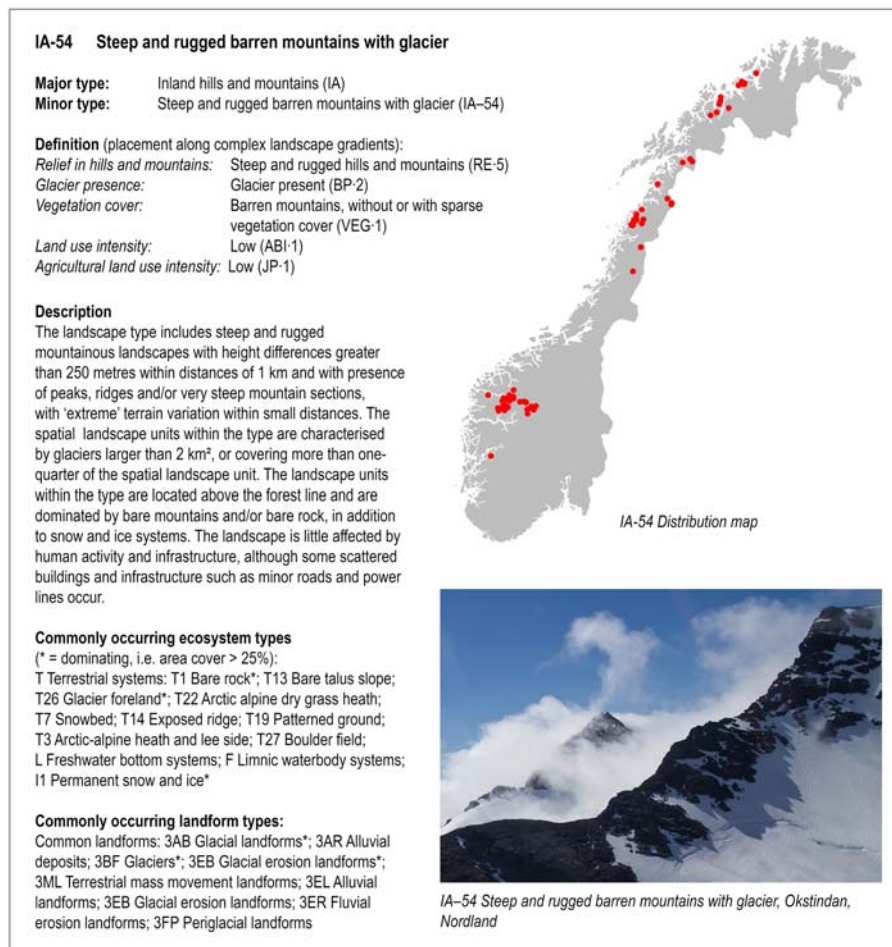 IA-54 Steep and rugged barren mountains with glacier
Major type: Inland hills and mountains (IA)
Minor type: Steep and rugged barren mountains with glacier (IA–54)
Definition (placement along complex landscape gradients):
Relief in hills and mountains: Steep and rugged hills and mountains (RE·5)
Glacier presence: Glacier present (BP·2)
Vegetation cover: Barren mountains, without or with sparse
vegetation cover (VEG·1)
Land use intensity: Low (ABI·1)
Agricultural land use intensity: Low (JP·1)
Description
The landscape type includes steep and rugged
mountainous landscapes with height differences greater
than 250 metres within distances of 1 km and with presence
of peaks, ridges and/or very steep mountain sections,
with ‘extreme’ terrain variation within small distances. The
spatial landscape units within the type are characterised
by glaciers larger than 2 km², or covering more than one-
quarter of the spatial landscape unit. The landscape units
within the type are located above the forest line and are
dominated by bare mountains and/or bare rock, in addition
to snow and ice systems. The landscape is little affected by
human activity and infrastructure, although some scattered
buildings and infrastructure such as minor roads and power
lines occur.
Commonly occurring ecosystem types
(* = dominating, i.e. area cover > 25%):
T Terrestrial systems: T1 Bare rock*; T13 Bare talus slope;
T26 Glacier foreland*; T22 Arctic alpine dry grass heath;
T7 Snowbed; T14 Exposed ridge; T19 Patterned ground;
T3 Arctic-alpine heath and lee side; T27 Boulder field;
L Freshwater bottom systems; F Limnic waterbody systems;
I1 Permanent snow and ice*
Commonly occurring landform types:
Common landforms: 3AB Glacial landforms*; 3AR Alluvial
deposits; 3BF Glaciers*; 3EB Glacial erosion landforms*;
3ML Terrestrial mass movement landforms; 3EL Alluvial
landforms; 3EB Glacial erosion landforms; 3ER Fluvial
erosion landforms; 3FP Periglacial landforms
IA-54 Distribution map
IA–54 Steep and rugged barren mountains with glacier, Okstindan,
Nordland